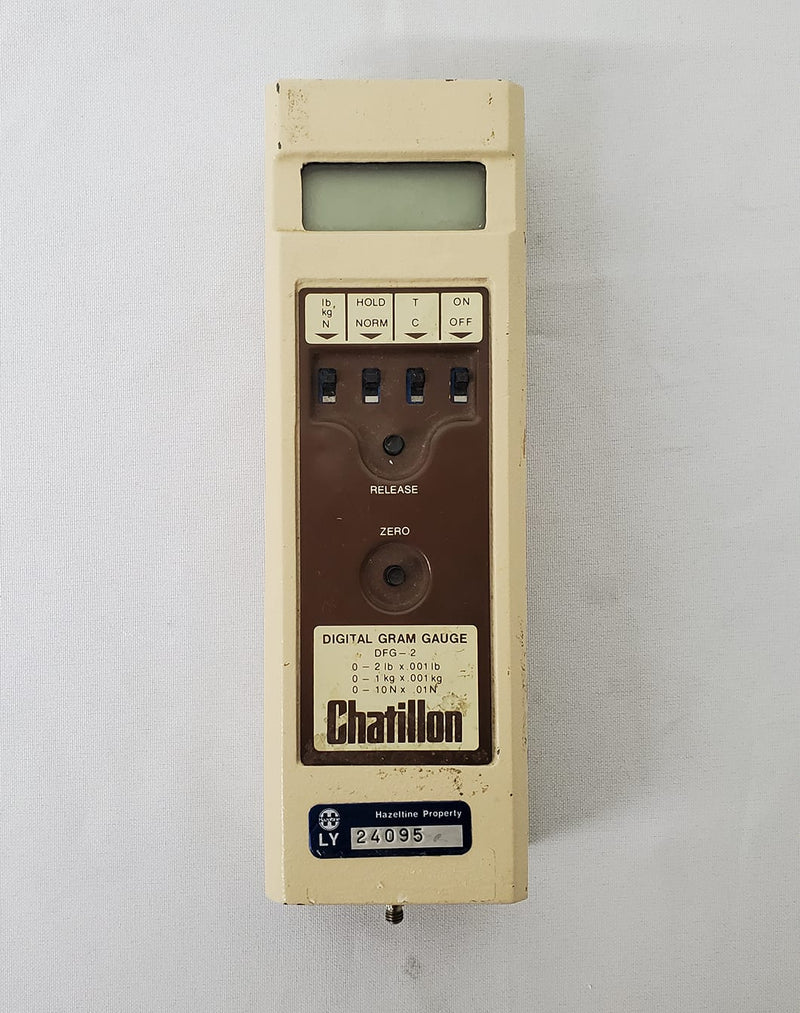 lb
kg
N
HOLD
NORM
T
C
ON
OFF
RELEASE
ZERO
DIGITAL GRAM GAUGE
DFG-2
0-2 lb x .001 lb
0-1 kg x .001 kg
0-10 N x .01 N
Chatillon
Hazeltine Property
Hazeltine
LY 24095